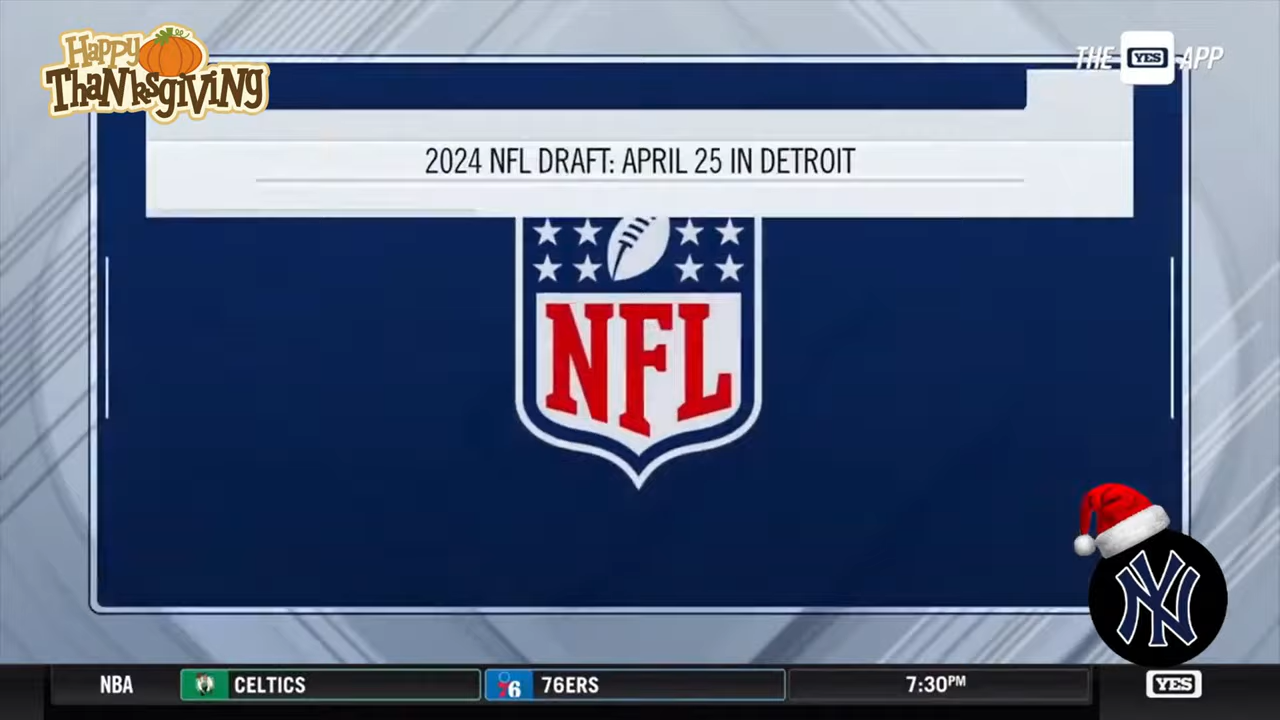 Happy
Thanksgiving
THE YES APP
2024 NFL DRAFT: APRIL 25 IN DETROIT
NFL
NY
NBA CELTICS 76 76ERS 7:30PM YES